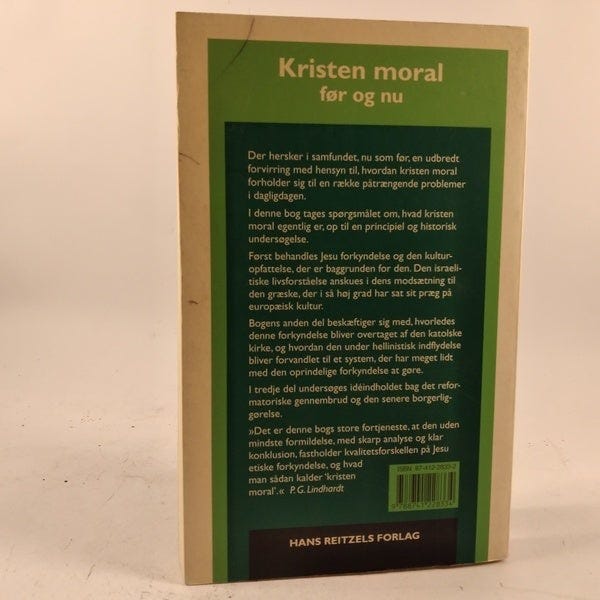 Kristen moral
før og nu
Der hersker i samfundet, nu som før, en udbredt
forvirring med hensyn til, hvordan kristen moral
forholder sig til en række påtrængende problemer
i dagligdagen.
I denne bog tages spørgsmålet om, hvad kristen
moral egentlig er, op til en principiel og historisk
undersøgelse.
Først behandles Jesu forkyndelse og den kultur-
opfattelse, der er baggrunden for den. Den israeli-
tiske livsforståelse anskues i dens modsætning til
den græske, der i så høj grad har sat sit præg på
europæisk kultur.
Bogens anden del beskæftiger sig med, hvorledes
denne forkyndelse bliver overtaget af den katolske
kirke, og hvordan den under hellinistisk indflydelse
bliver forvandlet til et system, der har meget lidt
med den oprindelige forkyndelse at gøre.
I tredje del undersøges idéindholdet bag det refor-
matoriske gennembrud og den senere borgerlig-
gørelse.
»Det er denne bogs store fortjeneste, at den uden
mindste formildelse, med skarp analyse og klar
konklusion, fastholder kvalitetsforskellen på Jesu
etiske forkyndelse, og hvad
man sådan kalder 'kristen
moral'.« P.G. Lindhardt
ISBN 87-412-2833-2
HANS REITZELS FORLAG